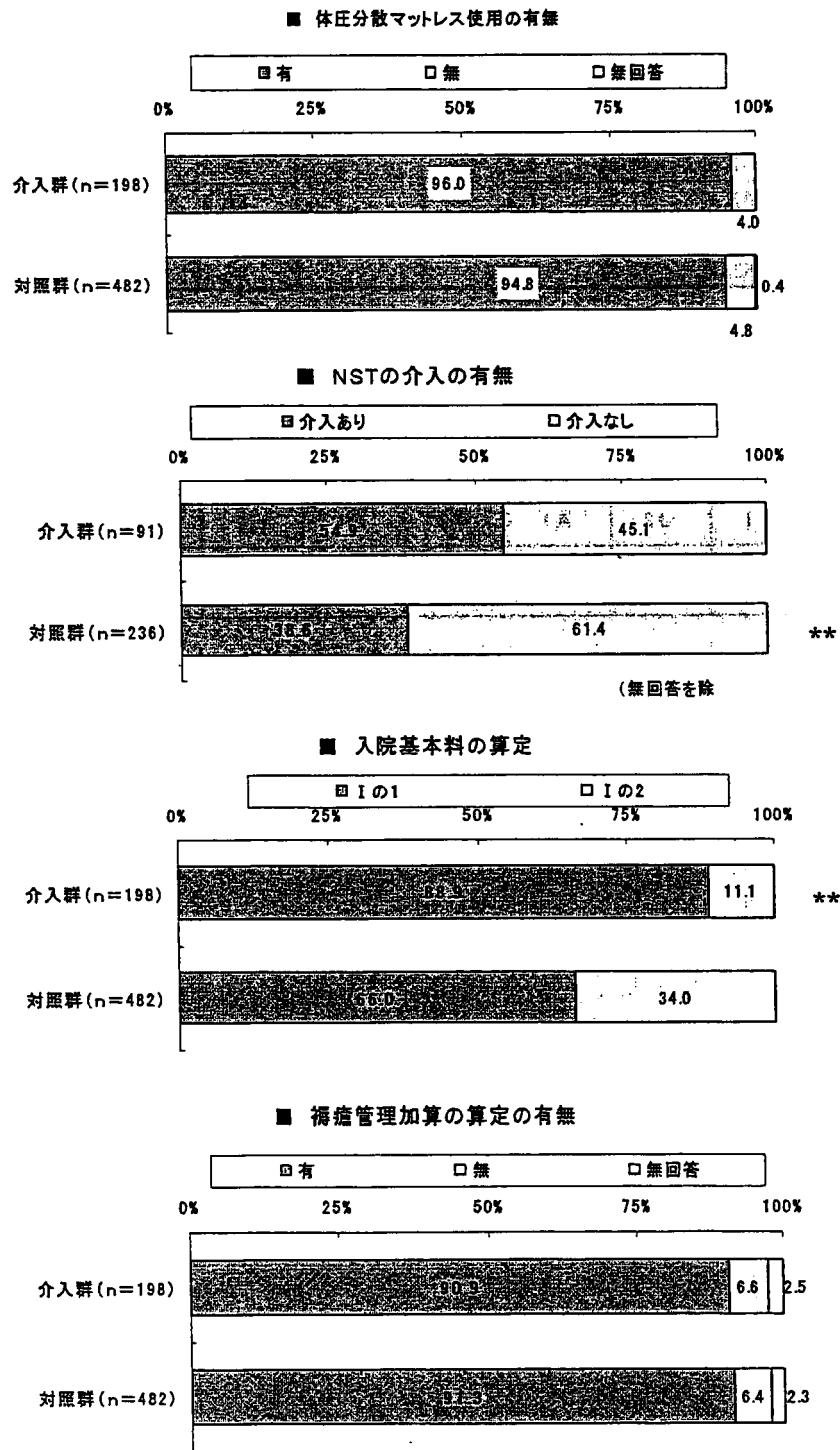 ■ 体圧分散マットレス使用の有無
有 無 無回答
0% 25% 50% 75% 100%
介入群(n=198) 96.0 4.0
対照群(n=482) 94.8 0.4
4.8
■ NSTの介入の有無
介入あり 介入なし
0% 25% 50% 75% 100%
介入群(n=91) 45.1
対照群(n=236) 38.6 61.4 **
(無回答を除
■ 入院基本料の算定
Iの1 Iの2
0% 25% 50% 75% 100%
介入群(n=198) 88.9 11.1 **
対照群(n=482) 66.0 34.0
■ 褥瘡管理加算の算定の有無
有 無 無回答
0% 25% 50% 75% 100%
介入群(n=198) 90.9 6.6 2.5
対照群(n=482) 91.3 6.4 2.3